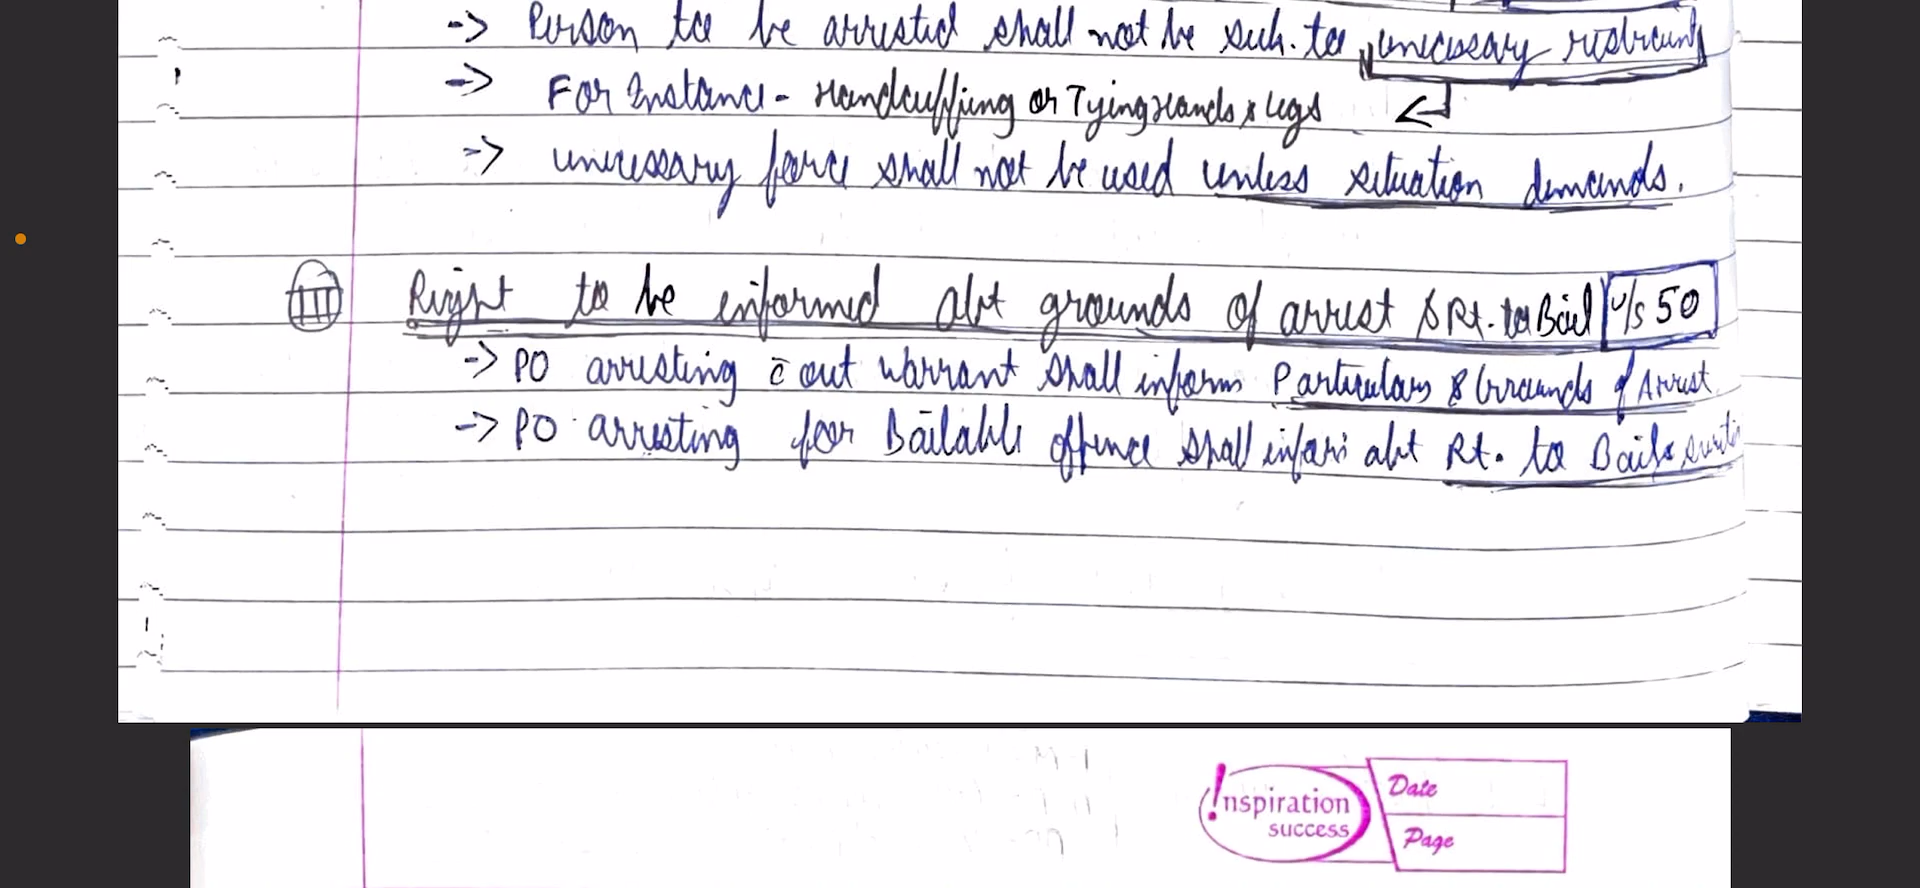 -> Person to be arrested shall not be sub. to unnecessary restraint
-> For Instance - Handcuffing or Tying Hands & Legs
-> unnecessary force shall not be used unless situation demands.
III Right to be informed abt grounds of arrest & Rt. to Bail u/s 50
-> PO arresting c̄ out warrant shall inform Particulars & Grounds of Arrest
-> PO arresting for Bailable offence shall inform abt Rt. to Bail &
Inspiration
success
Date
Page